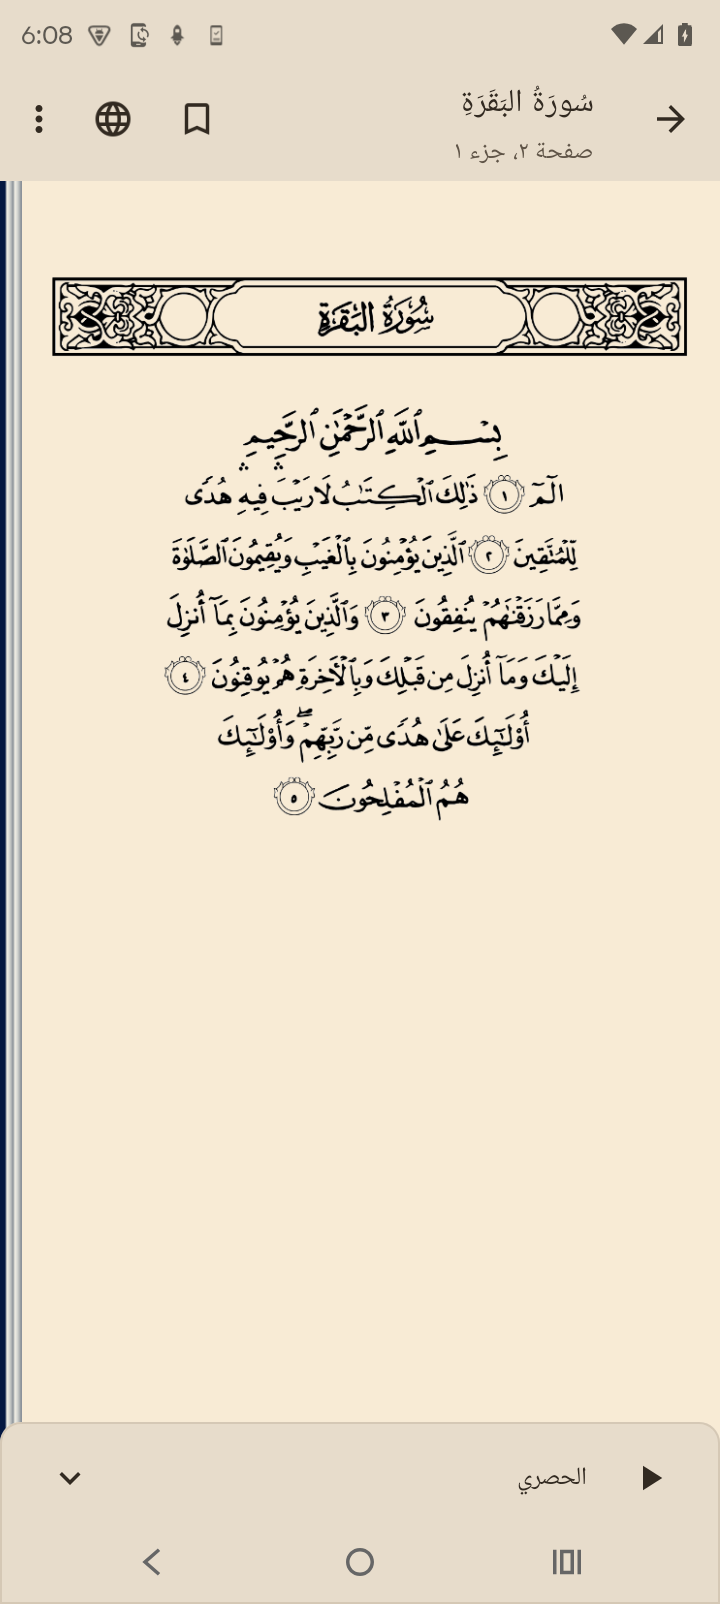 6:08
سُورَةُ البَقَرَةِ
صفحة ٢، جزء ١
سُورَةُ البَقَرَةِ
بِسۡمِ ٱللَّهِ ٱلرَّحۡمَٰنِ ٱلرَّحِيمِ
الٓمٓ ١ ذَٰلِكَ ٱلۡكِتَٰبُ لَا رَيۡبَۛ فِيهِۛ هُدٗى
لِّلۡمُتَّقِينَ ٢ ٱلَّذِينَ يُؤۡمِنُونَ بِٱلۡغَيۡبِ وَيُقِيمُونَ ٱلصَّلَوٰةَ
وَمِمَّا رَزَقۡنَٰهُمۡ يُنفِقُونَ ٣ وَٱلَّذِينَ يُؤۡمِنُونَ بِمَآ أُنزِلَ
إِلَيۡكَ وَمَآ أُنزِلَ مِن قَبۡلِكَ وَبِٱلۡأٓخِرَةِ هُمۡ يُوقِنُونَ ٤
أُوْلَٰٓئِكَ عَلَىٰ هُدٗى مِّن رَّبِّهِمۡۖ وَأُوْلَٰٓئِكَ
هُمُ ٱلۡمُفۡلِحُونَ ٥
الحصري